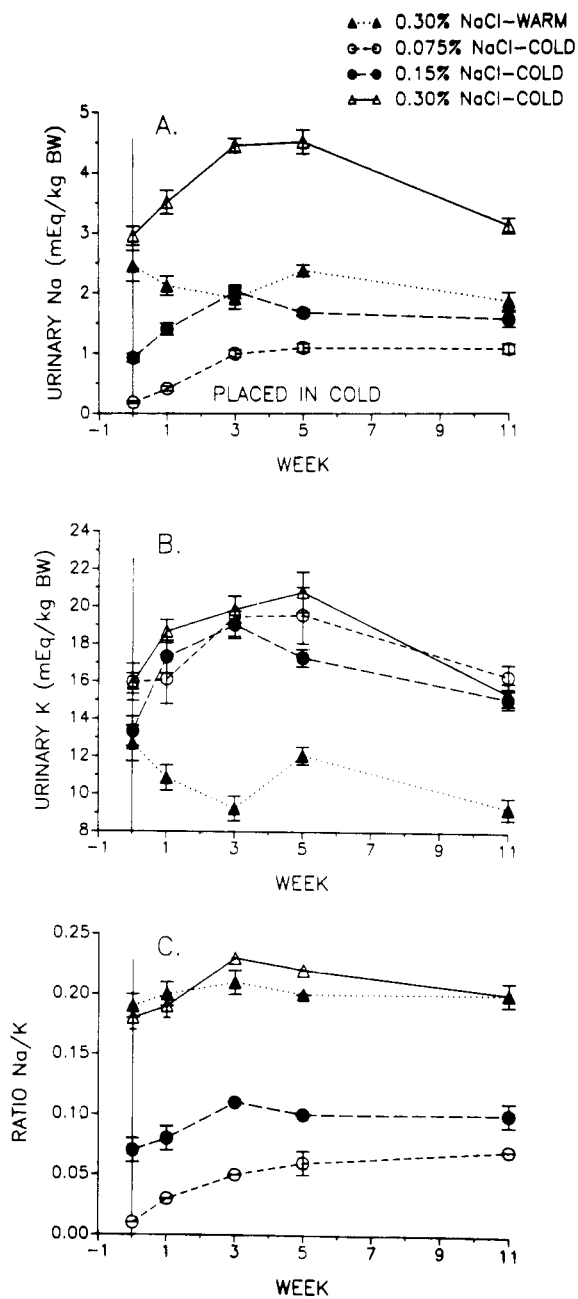 0.30% NaCl-WARM
0.075% NaCl-COLD
0.15% NaCl-COLD
0.30% NaCl-COLD
A.
URINARY Na (mEq/kg BW)
5
4
3
2
1
0
PLACED IN COLD
-1 1 3 5 7 9 11
WEEK
B.
URINARY K (mEq/kg BW)
24
22
20
18
16
14
12
10
8
-1 1 3 5 7 9 11
WEEK
C.
RATIO Na/K
0.25
0.20
0.15
0.10
0.05
0.00
-1 1 3 5 7 9 11
WEEK